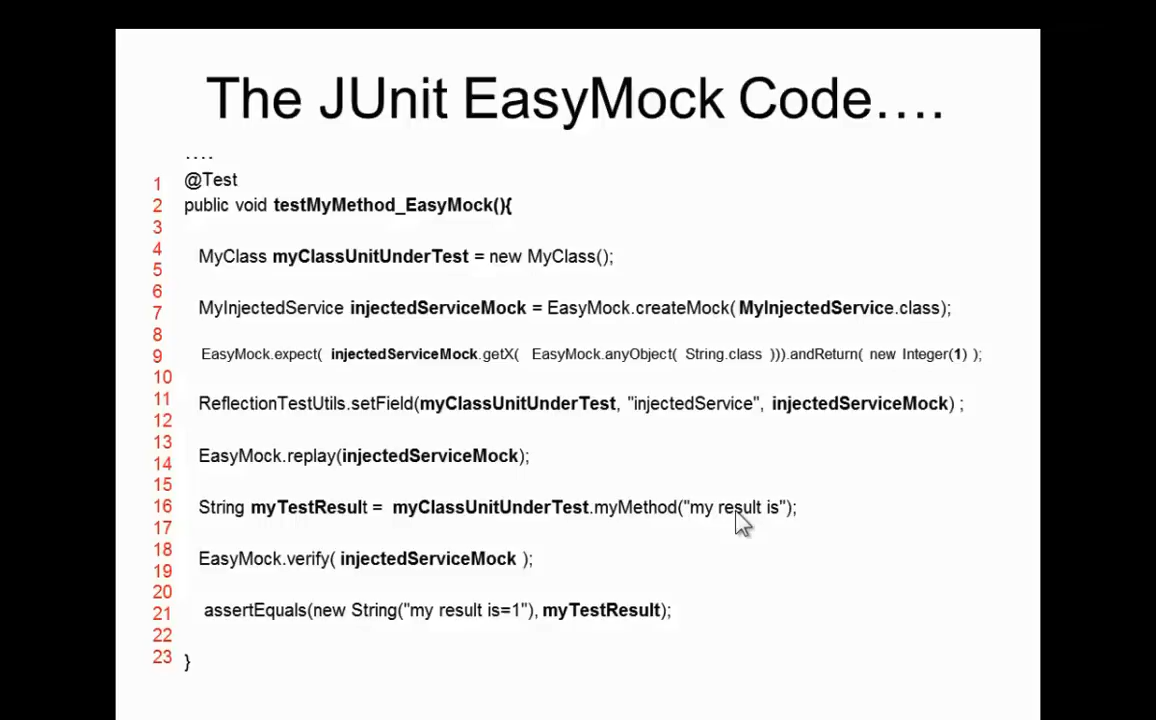 The JUnit EasyMock Code....
....
1 @Test
2 public void testMyMethod_EasyMock(){
3
4 MyClass myClassUnitUnderTest = new MyClass();
5
6
7 MyInjectedService injectedServiceMock = EasyMock.createMock( MyInjectedService.class);
8
9 EasyMock.expect( injectedServiceMock.getX( EasyMock.anyObject( String.class ))).andReturn( new Integer(1) );
10
11 ReflectionTestUtils.setField(myClassUnitUnderTest, "injectedService", injectedServiceMock) ;
12
13
14 EasyMock.replay(injectedServiceMock);
15
16 String myTestResult = myClassUnitUnderTest.myMethod("my result is");
17
18 EasyMock.verify( injectedServiceMock );
19
20
21 assertEquals(new String("my result is=1"), myTestResult);
22
23 }